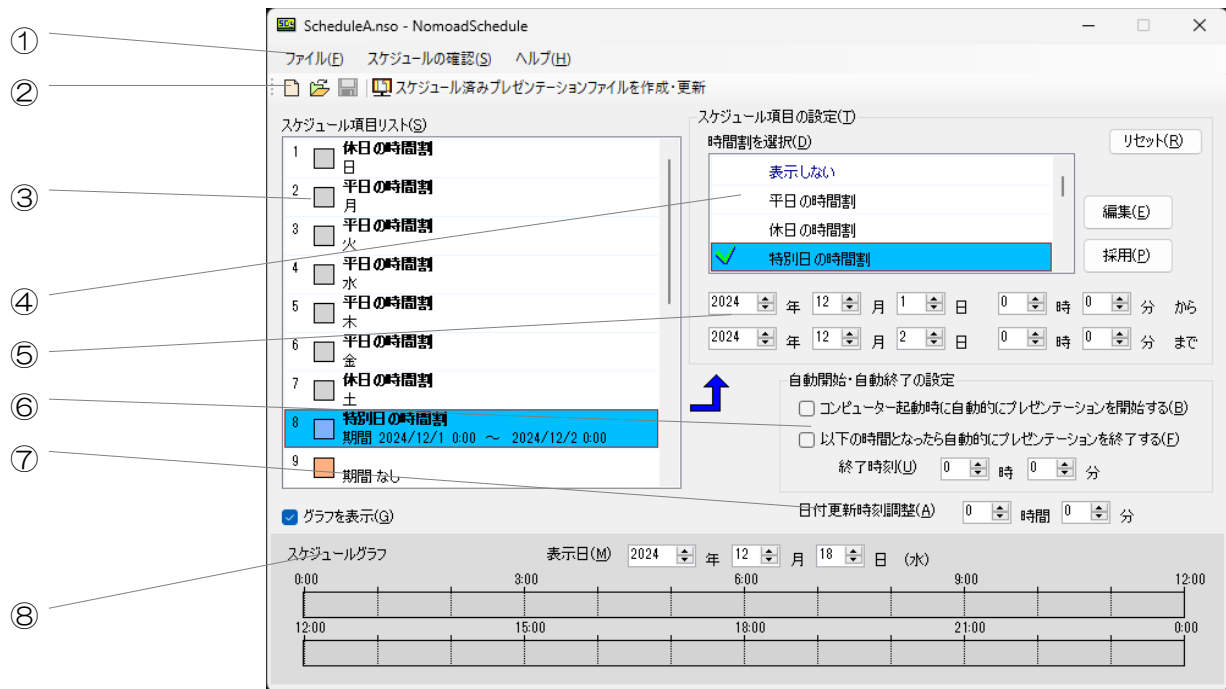 ScheduleA.nso - NomoadSchedule
① ファイル(F) スケジュールの確認(S) ヘルプ(H)
② スケジュール済みプレゼンテーションファイルを作成・更新
スケジュール項目リスト(S)
1 休日の時間割
日
③ 2 平日の時間割
月
3 平日の時間割
火
4 平日の時間割
水
5 平日の時間割
木
6 平日の時間割
金
7 休日の時間割
土
8 特別日の時間割
期間 2024/12/1 0:00 ～ 2024/12/2 0:00
9
期間 なし
スケジュール項目の設定(T)
時間割を選択(D)
リセット(R)
④ 表示しない
平日の時間割
休日の時間割
特別日の時間割
編集(E)
採用(P)
⑤ 2024 年 12 月 1 日 0 時 0 分 から
2024 年 12 月 2 日 0 時 0 分 まで
⑥ 自動開始・自動終了の設定
コンピューター起動時に自動的にプレゼンテーションを開始する(B)
以下の時間となったら自動的にプレゼンテーションを終了する(F)
終了時刻(U) 0 時 0 分
⑦ 日付更新時刻調整(A) 0 時間 0 分
グラフを表示(G)
⑧ スケジュールグラフ 表示日(M) 2024 年 12 月 18 日 (水)
0:00 3:00 6:00 9:00 12:00
12:00 15:00 18:00 21:00 0:00